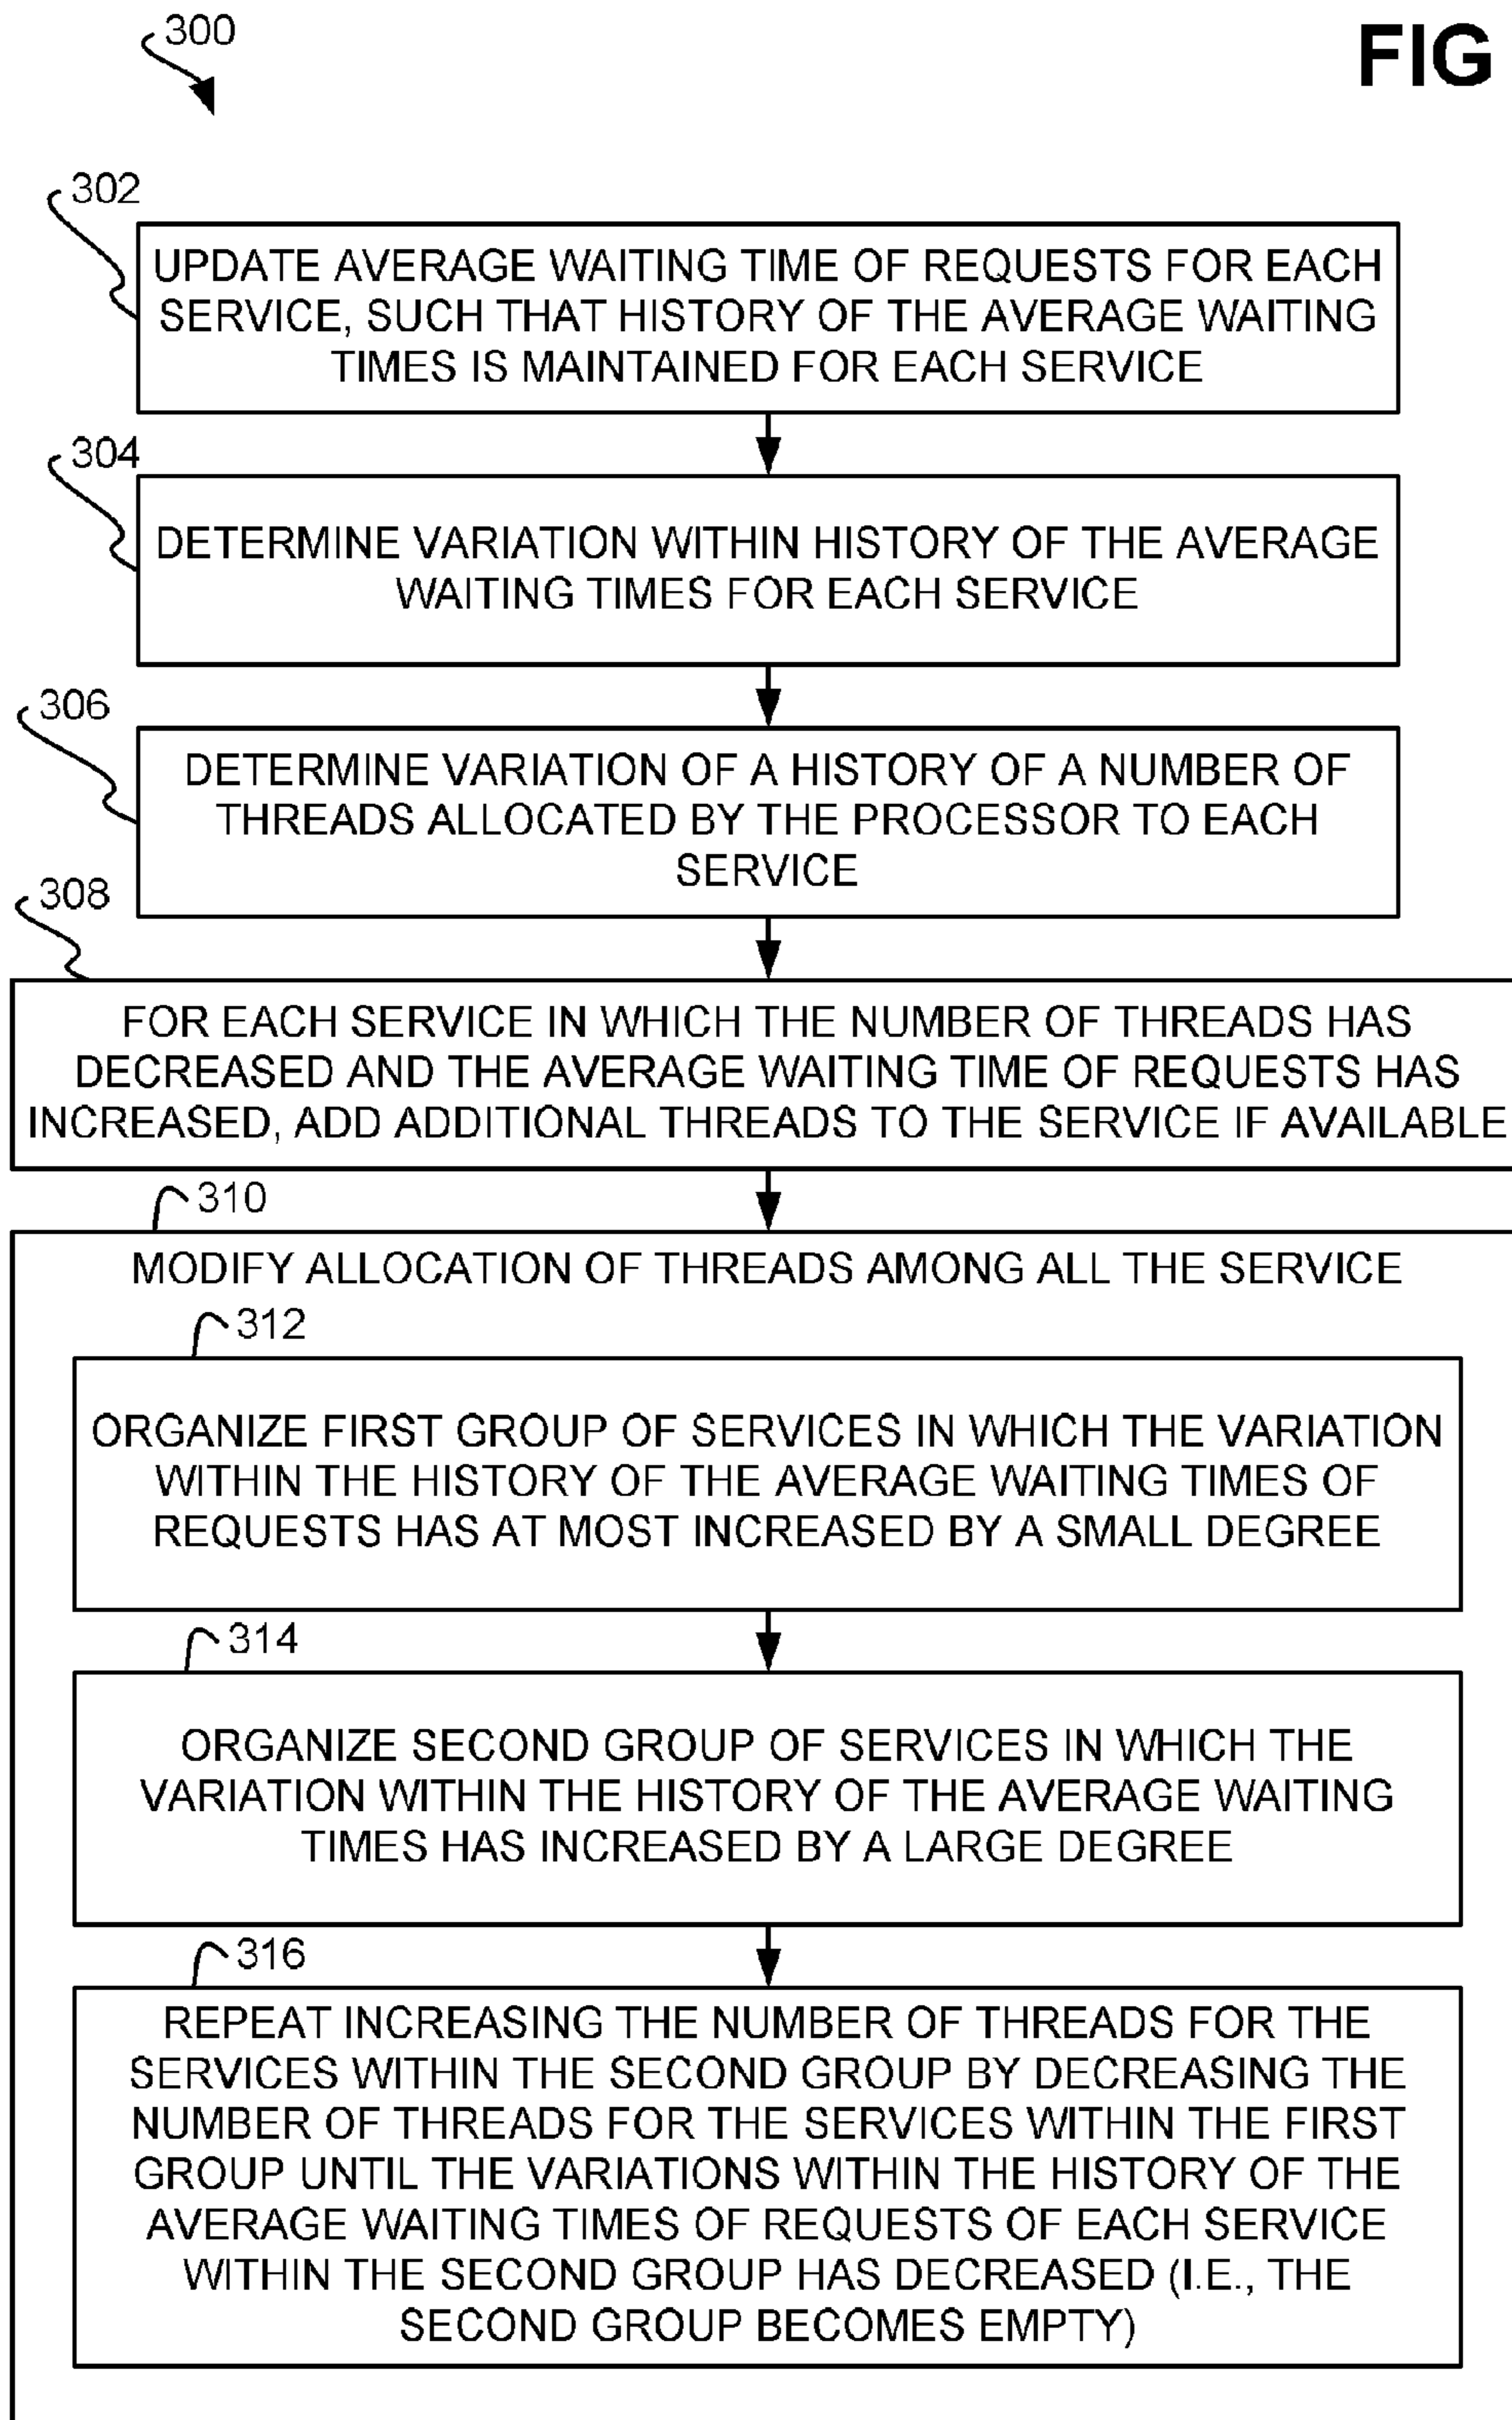 300
FIG
302
UPDATE AVERAGE WAITING TIME OF REQUESTS FOR EACH
SERVICE, SUCH THAT HISTORY OF THE AVERAGE WAITING
TIMES IS MAINTAINED FOR EACH SERVICE
304
DETERMINE VARIATION WITHIN HISTORY OF THE AVERAGE
WAITING TIMES FOR EACH SERVICE
306
DETERMINE VARIATION OF A HISTORY OF A NUMBER OF
THREADS ALLOCATED BY THE PROCESSOR TO EACH
SERVICE
308
FOR EACH SERVICE IN WHICH THE NUMBER OF THREADS HAS
DECREASED AND THE AVERAGE WAITING TIME OF REQUESTS HAS
INCREASED, ADD ADDITIONAL THREADS TO THE SERVICE IF AVAILABLE
310
MODIFY ALLOCATION OF THREADS AMONG ALL THE SERVICE
312
ORGANIZE FIRST GROUP OF SERVICES IN WHICH THE VARIATION
WITHIN THE HISTORY OF THE AVERAGE WAITING TIMES OF
REQUESTS HAS AT MOST INCREASED BY A SMALL DEGREE
314
ORGANIZE SECOND GROUP OF SERVICES IN WHICH THE
VARIATION WITHIN THE HISTORY OF THE AVERAGE WAITING
TIMES HAS INCREASED BY A LARGE DEGREE
316
REPEAT INCREASING THE NUMBER OF THREADS FOR THE
SERVICES WITHIN THE SECOND GROUP BY DECREASING THE
NUMBER OF THREADS FOR THE SERVICES WITHIN THE FIRST
GROUP UNTIL THE VARIATIONS WITHIN THE HISTORY OF THE
AVERAGE WAITING TIMES OF REQUESTS OF EACH SERVICE
WITHIN THE SECOND GROUP HAS DECREASED (I.E., THE
SECOND GROUP BECOMES EMPTY)